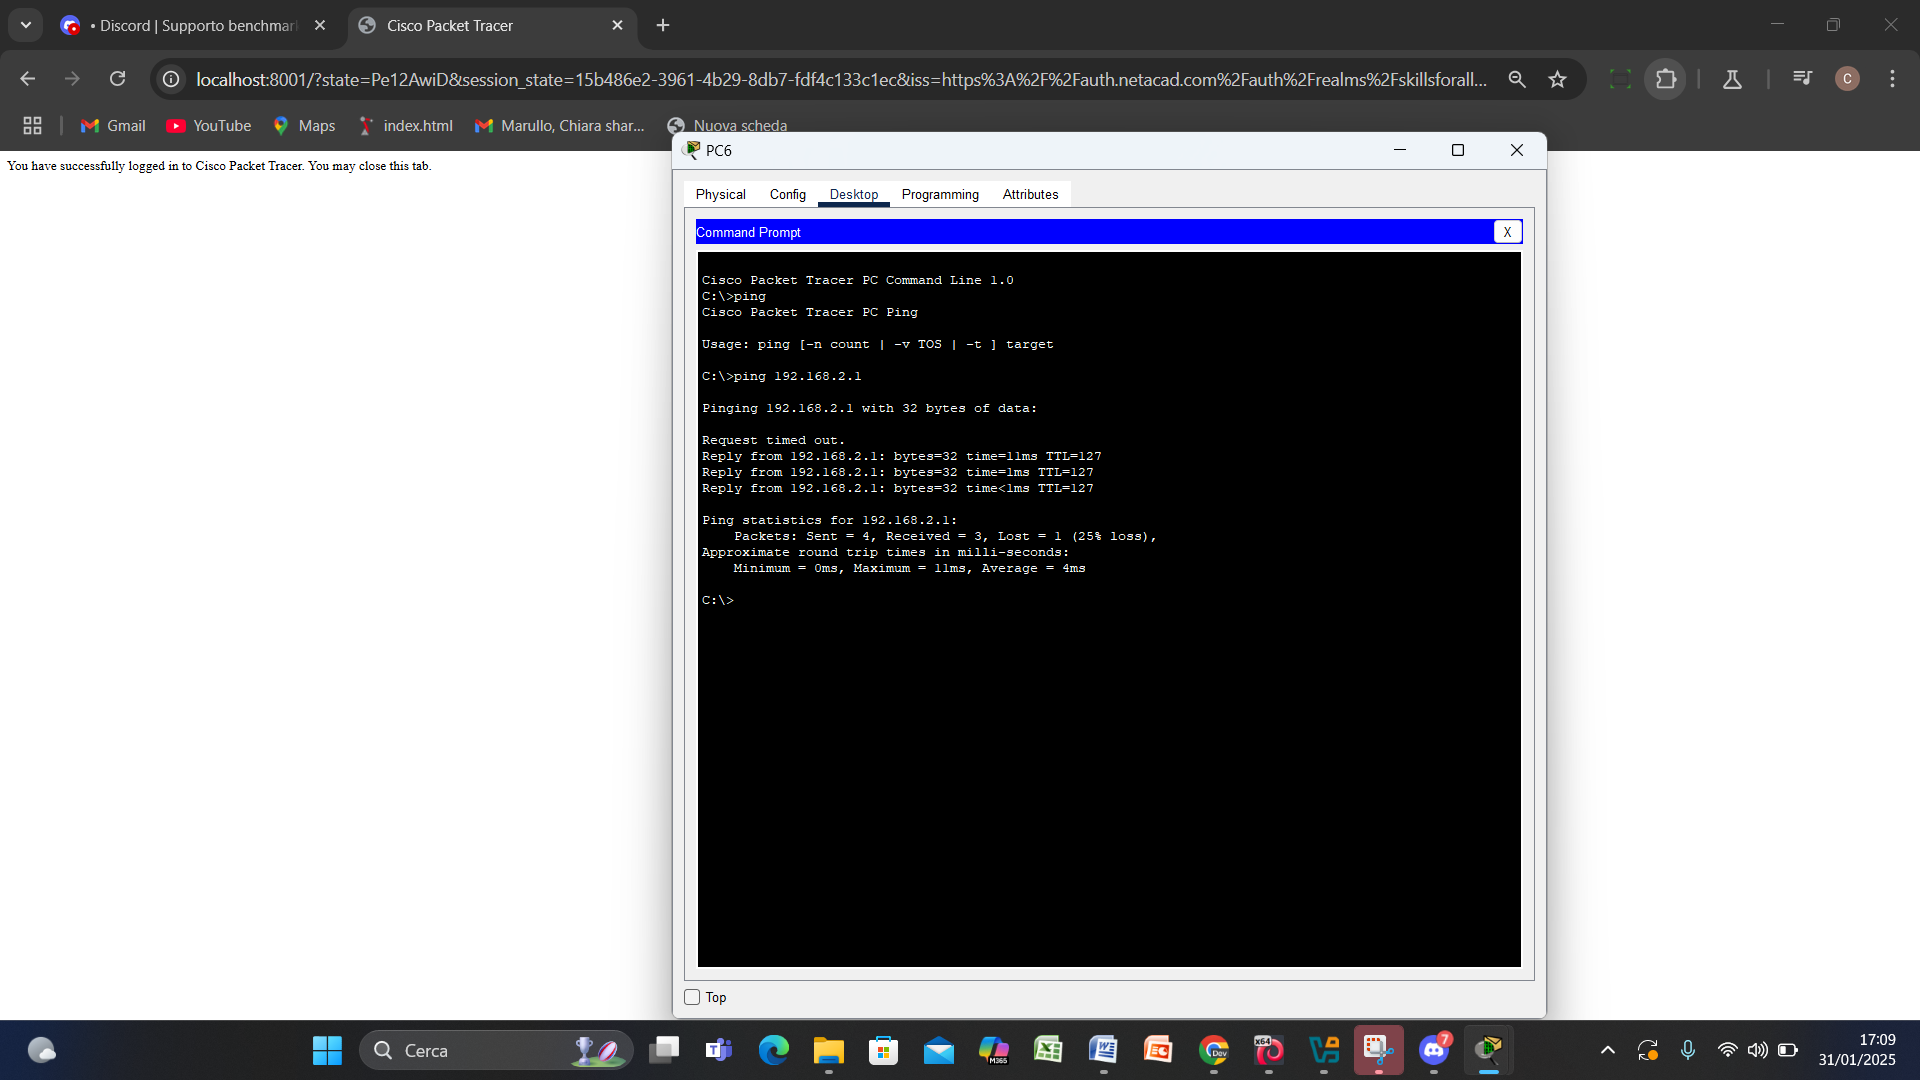 • Discord | Supporto benchmar
Cisco Packet Tracer
localhost:8001/?state=Pe12AwiD&session_state=15b486e2-3961-4b29-8db7-fdf4c133c1ec&iss=https%3A%2F%2Fauth.netacad.com%2Fauth%2Frealms%2Fskillsforall...
C
Gmail
YouTube
Maps
index.html
Marullo, Chiara shar...
Nuova scheda
You have successfully logged in to Cisco Packet Tracer. You may close this tab.
PC6
Physical Config Desktop Programming Attributes
Command Prompt
X
Cisco Packet Tracer PC Command Line 1.0
C:\>ping
Cisco Packet Tracer PC Ping
Usage: ping [-n count | -v TOS | -t ] target
C:\>ping 192.168.2.1
Pinging 192.168.2.1 with 32 bytes of data:
Request timed out.
Reply from 192.168.2.1: bytes=32 time=11ms TTL=127
Reply from 192.168.2.1: bytes=32 time=1ms TTL=127
Reply from 192.168.2.1: bytes=32 time<1ms TTL=127
Ping statistics for 192.168.2.1:
Packets: Sent = 4, Received = 3, Lost = 1 (25% loss),
Approximate round trip times in milli-seconds:
Minimum = 0ms, Maximum = 11ms, Average = 4ms
C:\>
Top
Cerca
M365
Dev
x64
7
17:09
31/01/2025